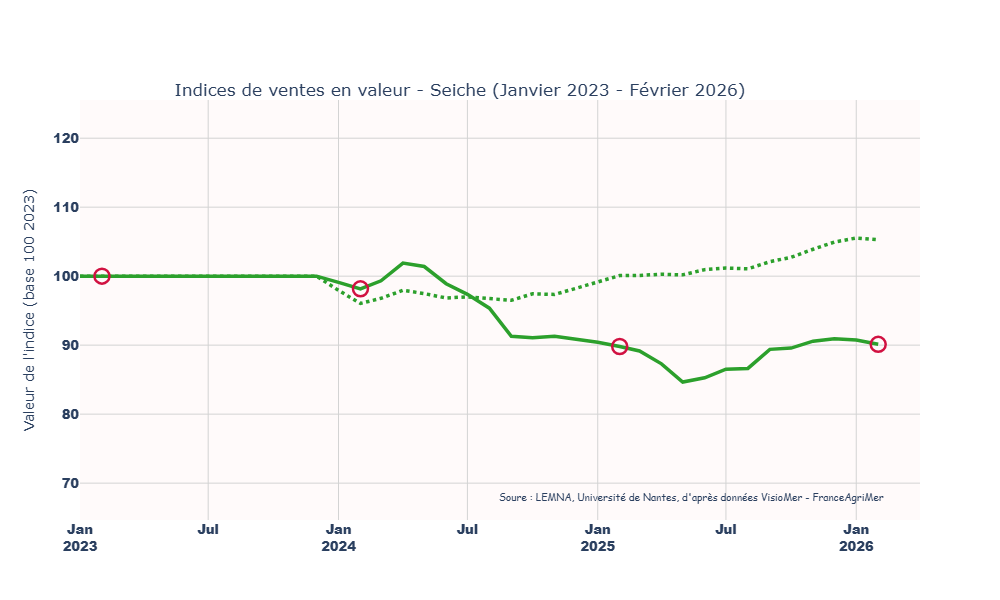 Indices de ventes en valeur - Seiche (Janvier 2023 - Février 2026)
Valeur de l'indice (base 100 2023)
120
110
100
90
80
70
Soure : LEMNA, Université de Nantes, d'après données VisioMer - FranceAgriMer
Jan Jul Jan Jul Jan Jul Jan
2023 2024 2025 2026